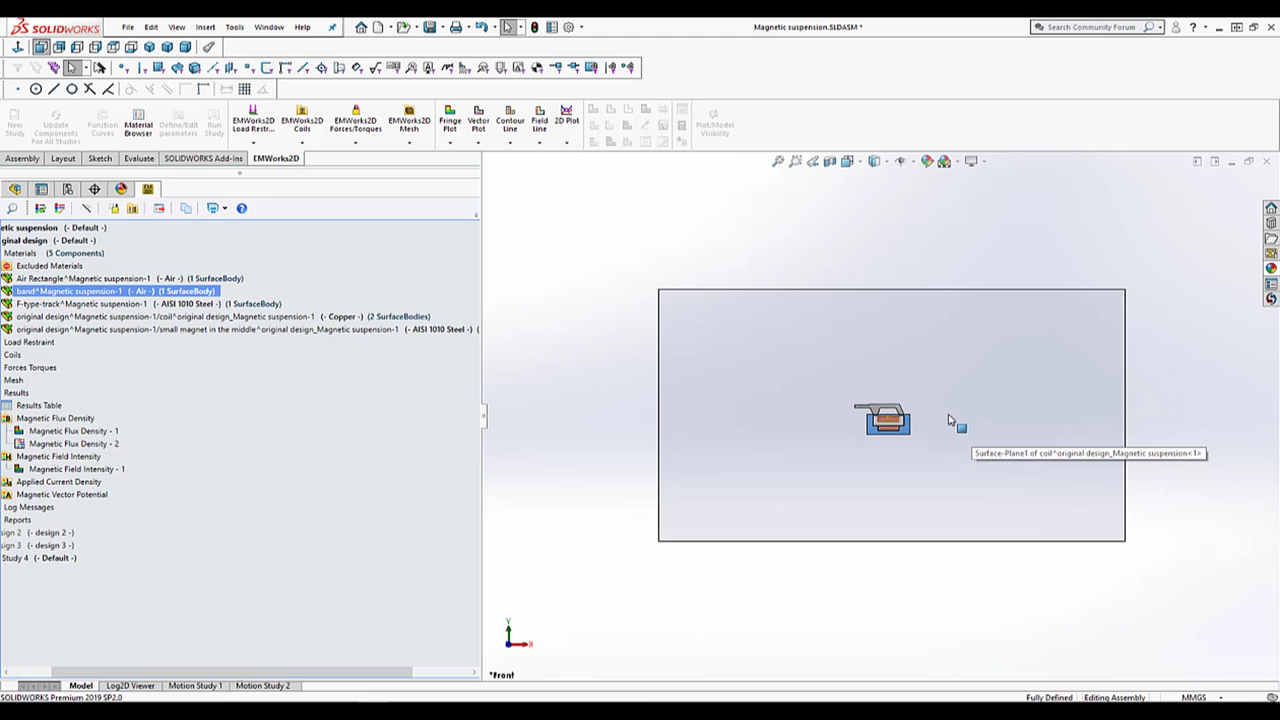 SOLIDWORKS
File Edit View Insert Tools Window Help
Magnetic suspension.SLDASM *
Search Community Forum
New Study
Update Components For All Studies
Function Curves
Material Browser
Define/Edit parameters
Run Study
EMWorks2D Load Restr...
EMWorks2D Coils
EMWorks2D Forces/Torques
EMWorks2D Mesh
Fringe Plot
Vector Plot
Contour Line
Field Line
2D Plot
Plot/Model Visibility
Assembly Layout Sketch Evaluate SOLIDWORKS Add-Ins EMWorks2D
etic suspension (- Default -)
ginal design (- Default -)
Materials (5 Components)
Excluded Materials
Air Rectangle^Magnetic suspension-1 (- Air -) (1 SurfaceBody)
band^Magnetic suspension-1 (- Air -) (1 SurfaceBody)
F-type-track^Magnetic suspension-1 (- AISI 1010 Steel -) (1 SurfaceBody)
original design^Magnetic suspension-1/coil^original design_Magnetic suspension-1 (- Copper -) (2 SurfaceBodies)
original design^Magnetic suspension-1/small magnet in the middle^original design_Magnetic suspension-1 (- AISI 1010 Steel -) (
Load Restraint
Coils
Forces Torques
Mesh
Results
Results Table
Magnetic Flux Density
Magnetic Flux Density - 1
Magnetic Flux Density - 2
Magnetic Field Intensity
Magnetic Field Intensity - 1
Applied Current Density
Magnetic Vector Potential
Log Messages
Reports
sign 2 (- design 2 -)
sign 3 (- design 3 -)
Study 4 (- Default -)
Surface-Plane1 of coil^original design_Magnetic suspension<1>
Y
X
*Front
Model Log2D Viewer Motion Study 1 Motion Study 2
SOLIDWORKS Premium 2019 SP2.0
Fully Defined Editing Assembly MMGS